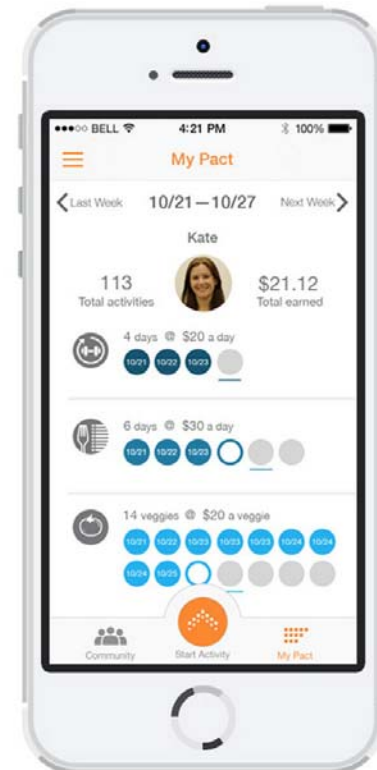 BELL 4:21 PM 100%
My Pact
Last Week 10/21—10/27 Next Week
Kate
113 $21.12
Total activities Total earned
4 days @ $20 a day
10/21 10/22 10/23
6 days @ $30 a day
10/21 10/22 10/23
14 veggies @ $20 a veggie
10/21 10/22 10/23 10/23 10/23 10/24 10/24
10/24 10/25
Community Start Activity My Pact